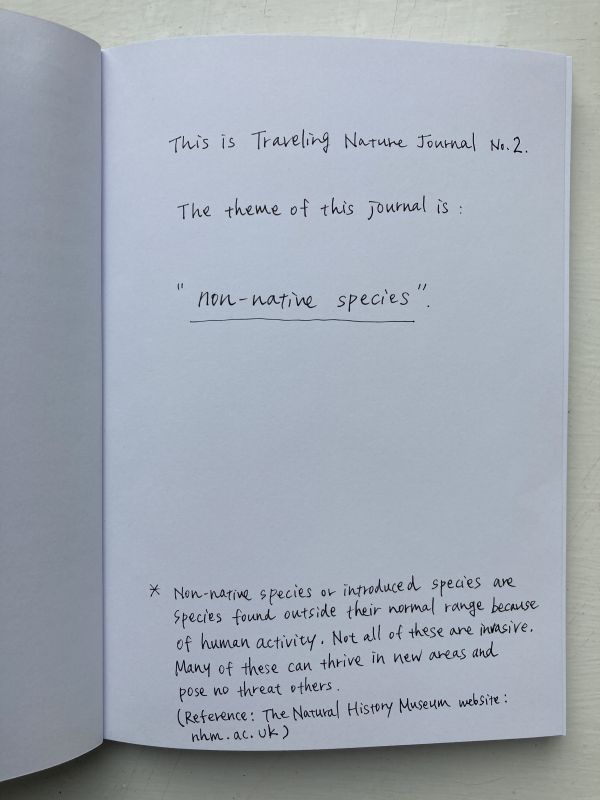 This is Traveling Nature Journal No.2.
The theme of this journal is :
"non-native species".
* Non-native species or introduced species are
species found outside their normal range because
of human activity. Not all of these are invasive.
Many of these can thrive in new areas and
pose no threat others.
(Reference: The Natural History Museum website:
nhm.ac.uk)